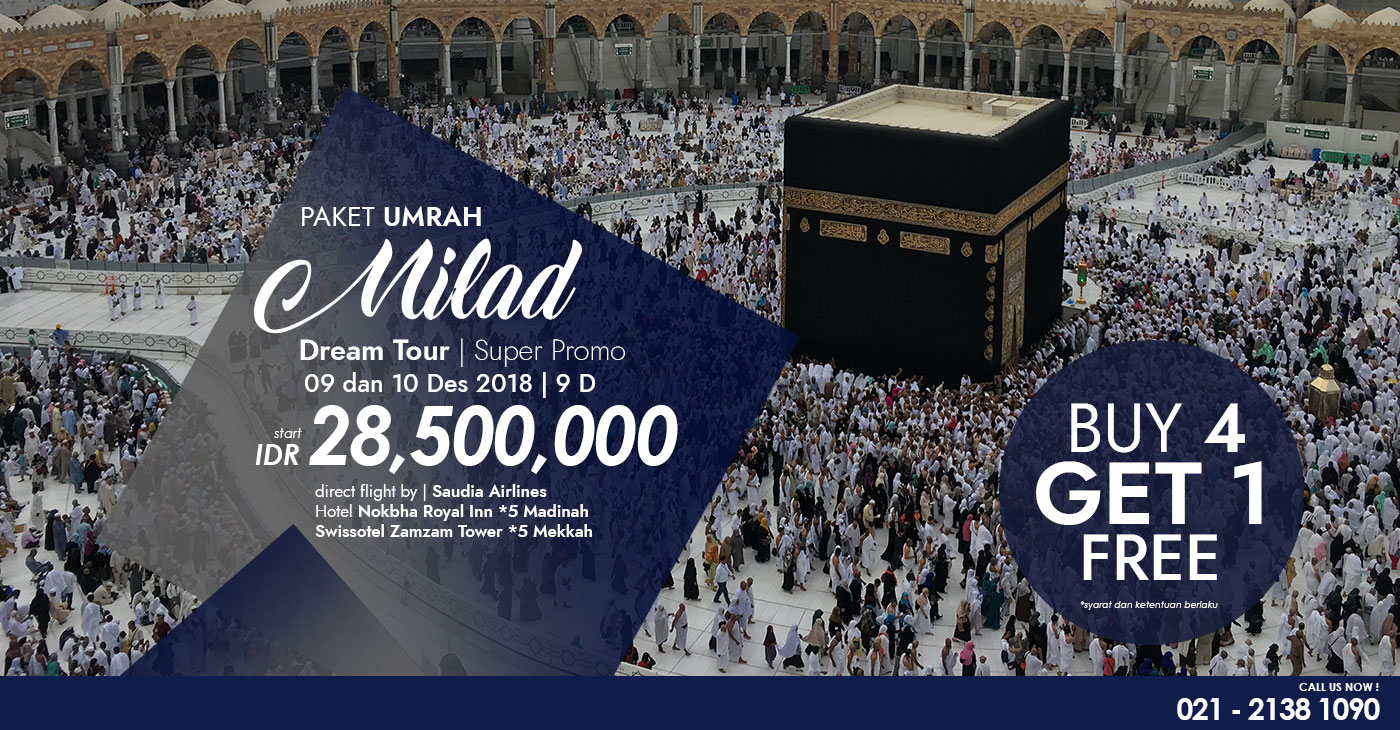 PAKET UMRAH
Milad
Dream Tour | Super Promo
09 dan 10 Des 2018 | 9 D
start
IDR 28,500,000
direct flight by | Saudia Airlines
Hotel Nokbha Royal Inn *5 Madinah
Swissotel Zamzam Tower *5 Mekkah
BUY 4
GET 1
FREE
*syarat dan ketentuan berlaku
CALL US NOW !
021 - 2138 1090